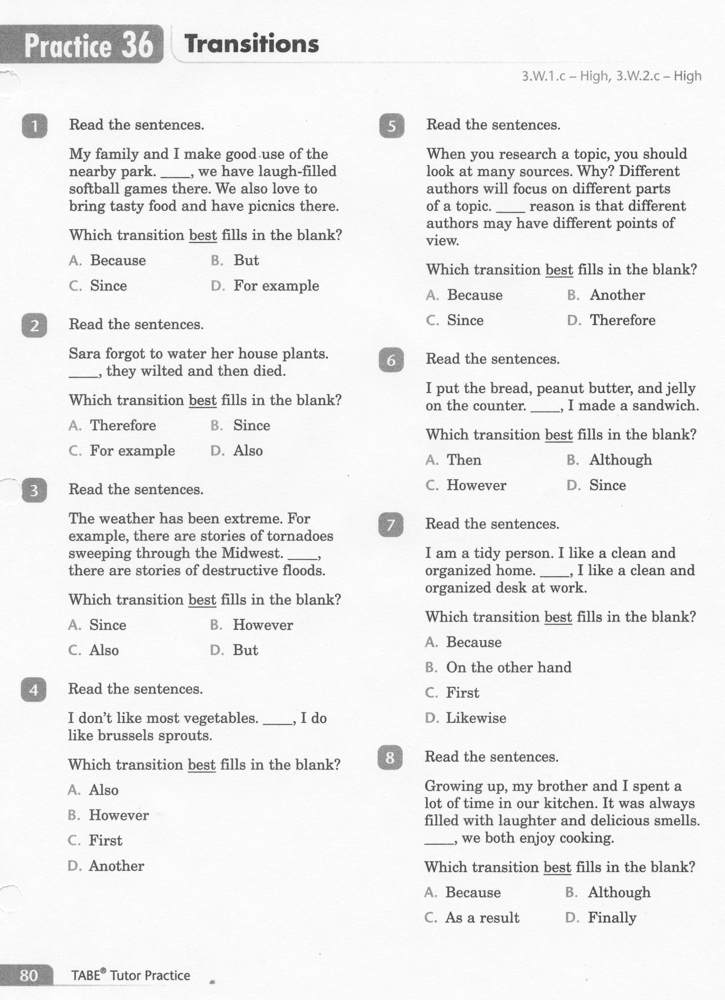 Practice 36
Transitions
3.W.1.c – High, 3.W.2.c – High
1
Read the sentences.
My family and I make good use of the
nearby park. ____, we have laugh-filled
softball games there. We also love to
bring tasty food and have picnics there.
Which transition best fills in the blank?
A. Because B. But
C. Since D. For example
2
Read the sentences.
Sara forgot to water her house plants.
____, they wilted and then died.
Which transition best fills in the blank?
A. Therefore B. Since
C. For example D. Also
3
Read the sentences.
The weather has been extreme. For
example, there are stories of tornadoes
sweeping through the Midwest. ____,
there are stories of destructive floods.
Which transition best fills in the blank?
A. Since B. However
C. Also D. But
4
Read the sentences.
I don't like most vegetables. ____, I do
like brussels sprouts.
Which transition best fills in the blank?
A. Also
B. However
C. First
D. Another
5
Read the sentences.
When you research a topic, you should
look at many sources. Why? Different
authors will focus on different parts
of a topic. ____ reason is that different
authors may have different points of
view.
Which transition best fills in the blank?
A. Because B. Another
C. Since D. Therefore
6
Read the sentences.
I put the bread, peanut butter, and jelly
on the counter. ____, I made a sandwich.
Which transition best fills in the blank?
A. Then B. Although
C. However D. Since
7
Read the sentences.
I am a tidy person. I like a clean and
organized home. ____, I like a clean and
organized desk at work.
Which transition best fills in the blank?
A. Because
B. On the other hand
C. First
D. Likewise
8
Read the sentences.
Growing up, my brother and I spent a
lot of time in our kitchen. It was always
filled with laughter and delicious smells.
____, we both enjoy cooking.
Which transition best fills in the blank?
A. Because B. Although
C. As a result D. Finally
80
TABE® Tutor Practice